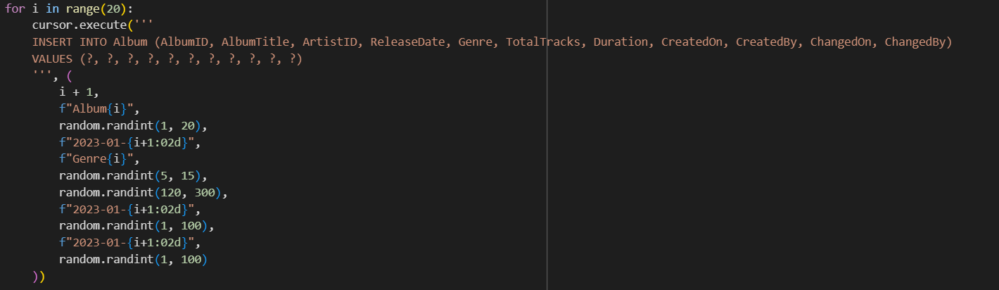 for i in range(20):
    cursor.execute('''
    INSERT INTO Album (AlbumID, AlbumTitle, ArtistID, ReleaseDate, Genre, TotalTracks, Duration, CreatedOn, CreatedBy, ChangedOn, ChangedBy)
    VALUES (?, ?, ?, ?, ?, ?, ?, ?, ?, ?, ?)
    ''', (
        i + 1,
        f"Album{i}",
        random.randint(1, 20),
        f"2023-01-{i+1:02d}",
        f"Genre{i}",
        random.randint(5, 15),
        random.randint(120, 300),
        f"2023-01-{i+1:02d}",
        random.randint(1, 100),
        f"2023-01-{i+1:02d}",
        random.randint(1, 100)
    ))